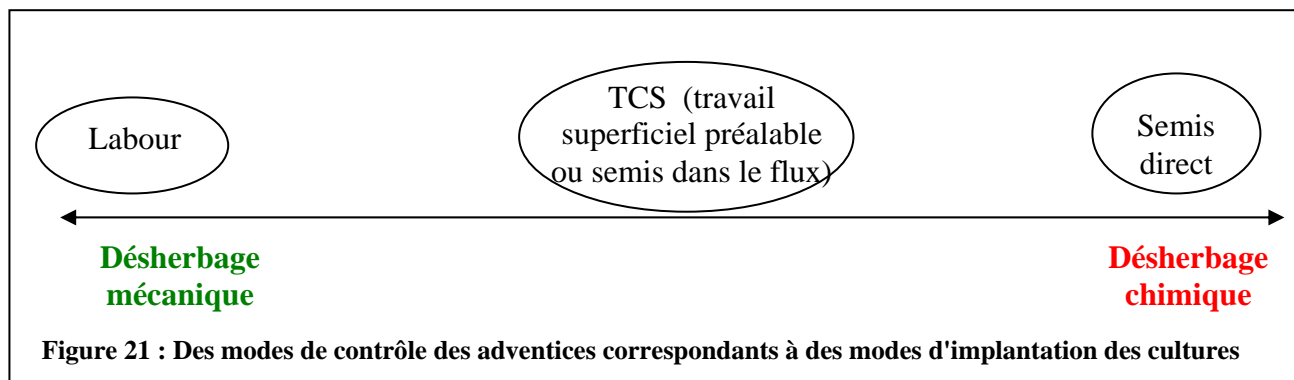 Labour
TCS (travail
superficiel préalable
ou semis dans le flux)
Semis
direct
Désherbage
mécanique
Désherbage
chimique
Figure 21 : Des modes de contrôle des adventices correspondants à des modes d'implantation des cultures